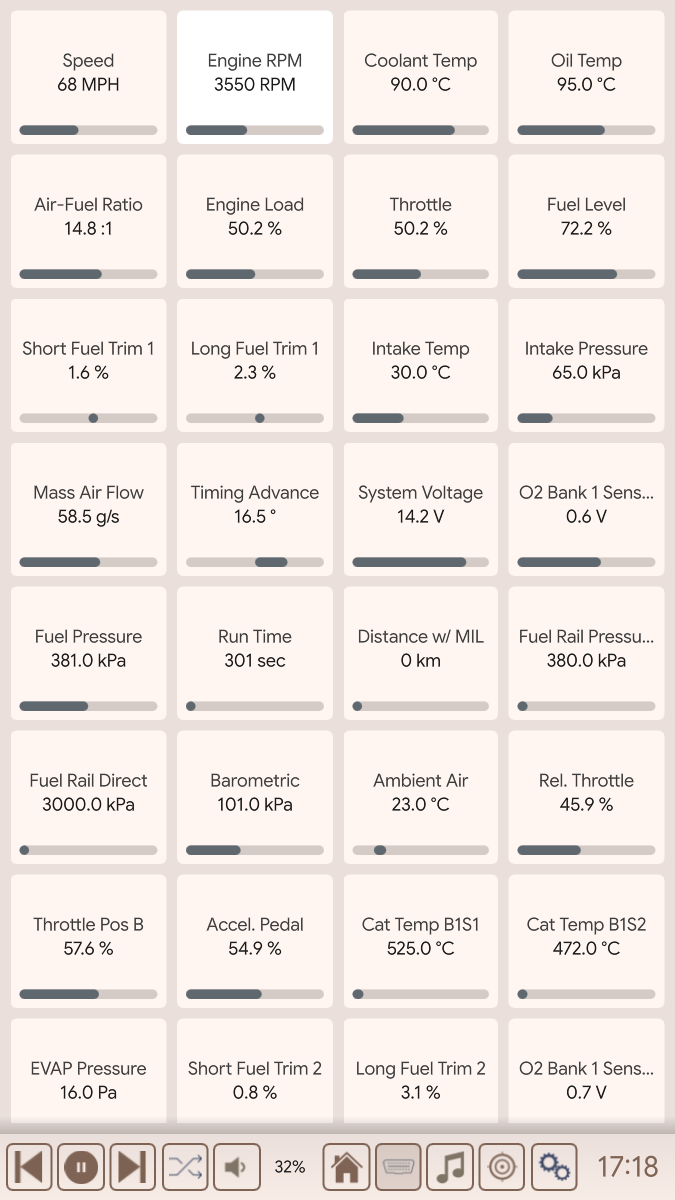 Speed
68 MPH
Engine RPM
3550 RPM
Coolant Temp
90.0 °C
Oil Temp
95.0 °C
Air-Fuel Ratio
14.8 :1
Engine Load
50.2 %
Throttle
50.2 %
Fuel Level
72.2 %
Short Fuel Trim 1
1.6 %
Long Fuel Trim 1
2.3 %
Intake Temp
30.0 °C
Intake Pressure
65.0 kPa
Mass Air Flow
58.5 g/s
Timing Advance
16.5 °
System Voltage
14.2 V
O2 Bank 1 Sens...
0.6 V
Fuel Pressure
381.0 kPa
Run Time
301 sec
Distance w/ MIL
0 km
Fuel Rail Pressu...
380.0 kPa
Fuel Rail Direct
3000.0 kPa
Barometric
101.0 kPa
Ambient Air
23.0 °C
Rel. Throttle
45.9 %
Throttle Pos B
57.6 %
Accel. Pedal
54.9 %
Cat Temp B1S1
525.0 °C
Cat Temp B1S2
472.0 °C
EVAP Pressure
16.0 Pa
Short Fuel Trim 2
0.8 %
Long Fuel Trim 2
3.1 %
O2 Bank 1 Sens...
0.7 V
32%
17:18